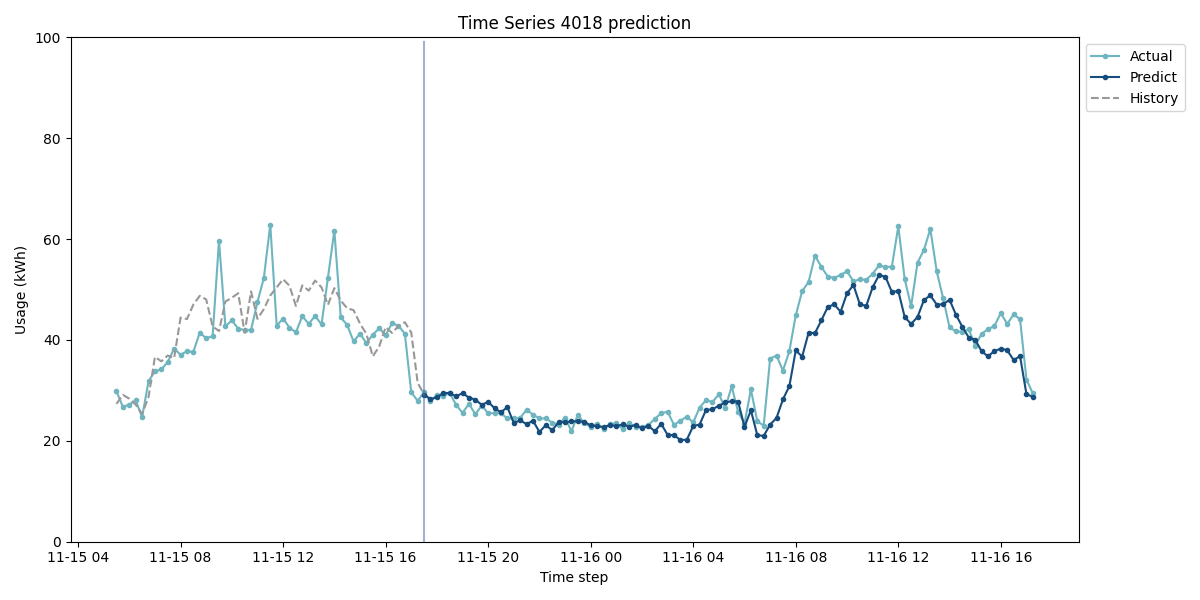 Time Series 4018 prediction
100
80
60
40
20
0
Usage (kWh)
11-15 04
11-15 08
11-15 12
11-15 16
11-15 20
11-16 00
11-16 04
11-16 08
11-16 12
11-16 16
Time step
Actual
Predict
History